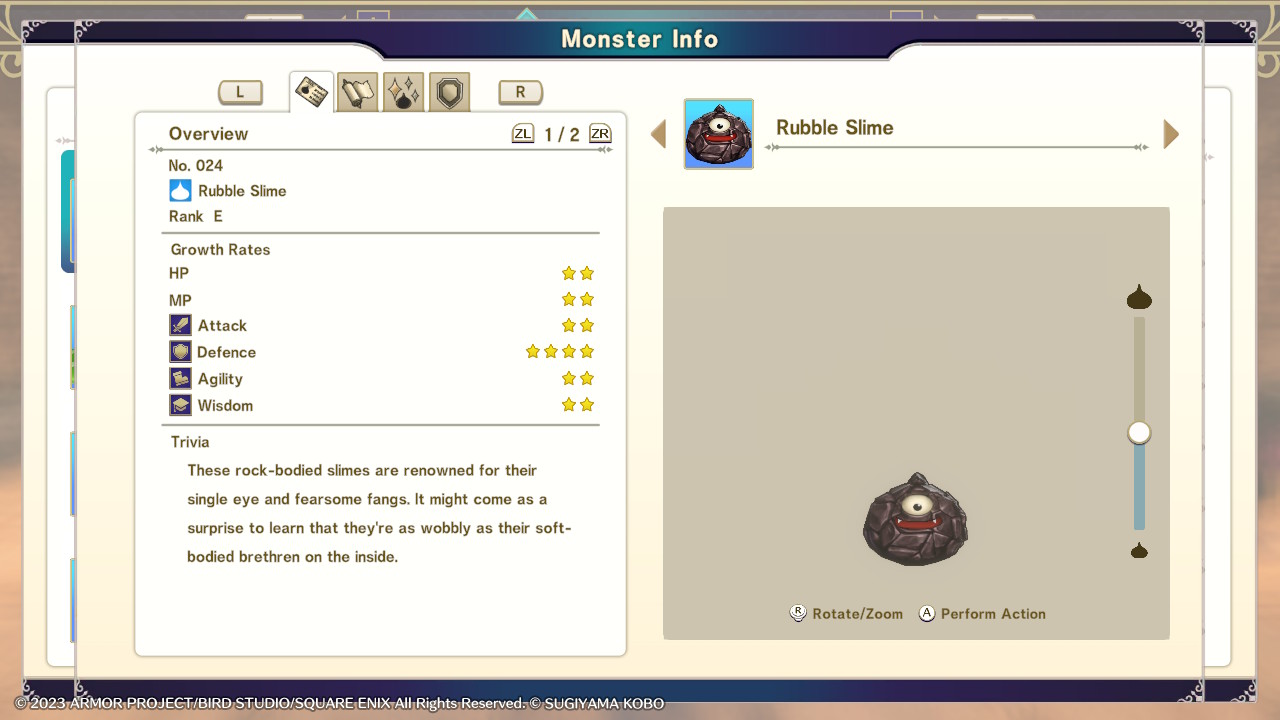 Monster Info
L
R
Overview
ZL 1 / 2 ZR
No. 024
Rubble Slime
Rank E
Growth Rates
HP
MP
Attack
Defence
Agility
Wisdom
Trivia
These rock-bodied slimes are renowned for their
single eye and fearsome fangs. It might come as a
surprise to learn that they're as wobbly as their soft-
bodied brethren on the inside.
Rubble Slime
R Rotate/Zoom A Perform Action
© 2023 ARMOR PROJECT/BIRD STUDIO/SQUARE ENIX All Rights Reserved. © SUGIYAMA KOBO